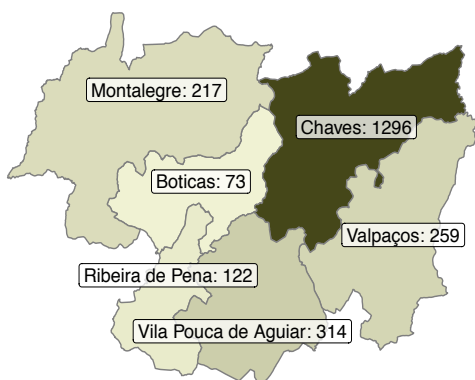 Montalegre: 217
Chaves: 1296
Boticas: 73
Valpaços: 259
Ribeira de Pena: 122
Vila Pouca de Aguiar: 314